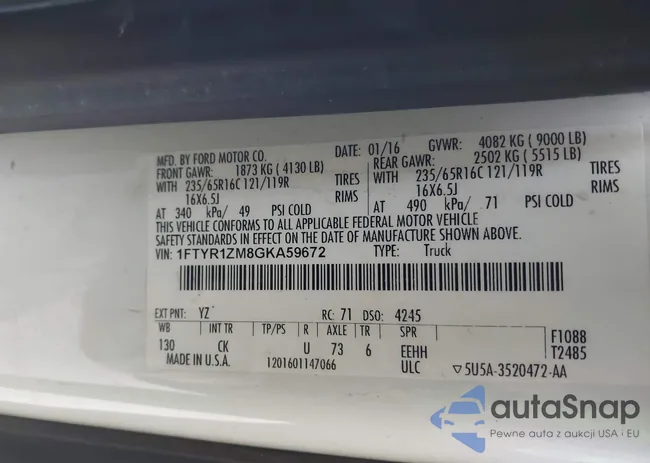 MFD. BY FORD MOTOR CO. DATE: 01/16 GVWR: 4082 KG ( 9000 LB)
FRONT GAWR: 1873 KG ( 4130 LB) REAR GAWR: 2502 KG ( 5515 LB)
WITH 235/65R16C 121/119R TIRES WITH 235/65R16C 121/119R TIRES
16X6.5J RIMS 16X6.5J RIMS
AT 340 kPa/ 49 PSI COLD AT 490 kPa/ 71 PSI COLD
THIS VEHICLE CONFORMS TO ALL APPLICABLE FEDERAL MOTOR VEHICLE
SAFETY STANDARDS IN EFFECT ON THE DATE OF MANUFACTURE SHOWN ABOVE.
VIN: 1FTYR1ZM8GKA59672 TYPE: Truck
EXT PNT: YZ RC: 71 DSO: 4245
WB INT TR TP/PS R AXLE TR SPR F1088
130 CK U 73 6 EEHH T2485
MADE IN U.S.A. 1201601147066 ULC ▽5U5A-3520472-AA
autaSnap
Pewne auta z aukcji USA i EU